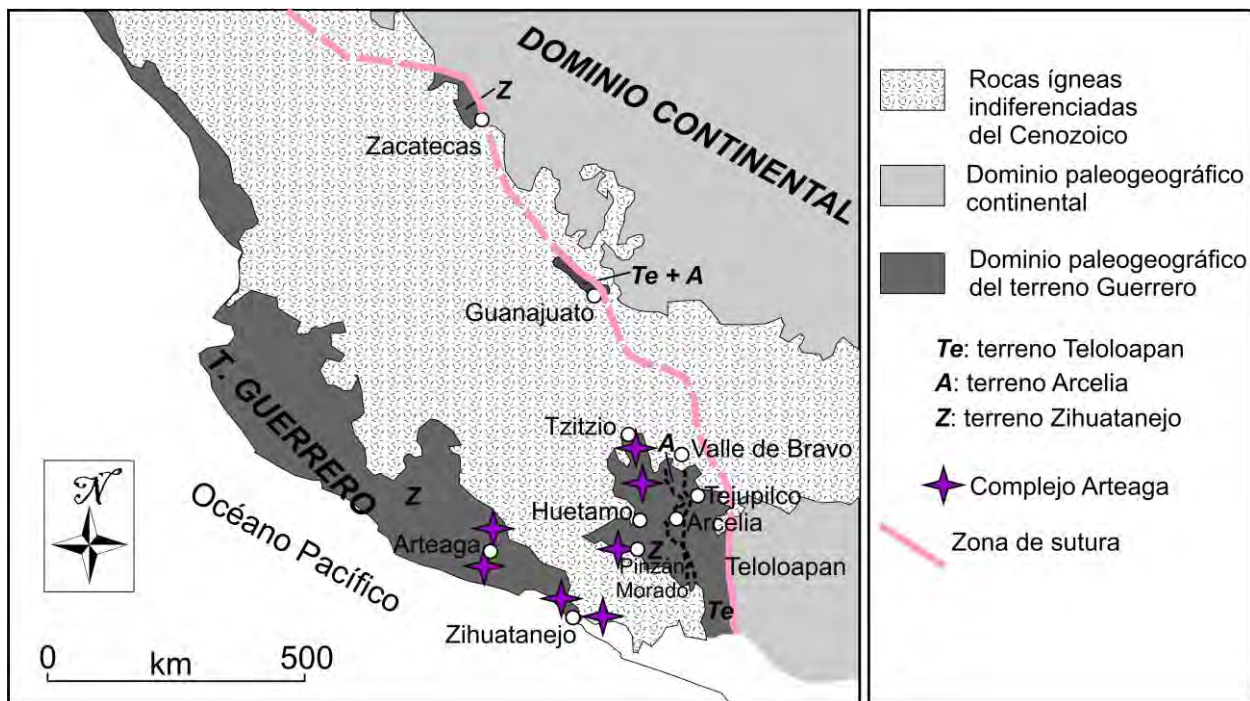 DOMINIO CONTINENTAL
Z
Zacatecas
Te + A
Guanajuato
T. GUERRERO
Z
Tzitzio
A
Valle de Bravo
Tejupilco
Huetamo
Arcelia
Arteaga
Z
Pinzán
Morado
Teloloapan
Te
Zihuatanejo
Océano Pacífico
N
0 km 500
Rocas ígneas
indiferenciadas
del Cenozoico
Dominio paleogeográfico
continental
Dominio paleogeográfico
del terreno Guerrero
Te: terreno Teloloapan
A: terreno Arcelia
Z: terreno Zihuatanejo
Complejo Arteaga
Zona de sutura